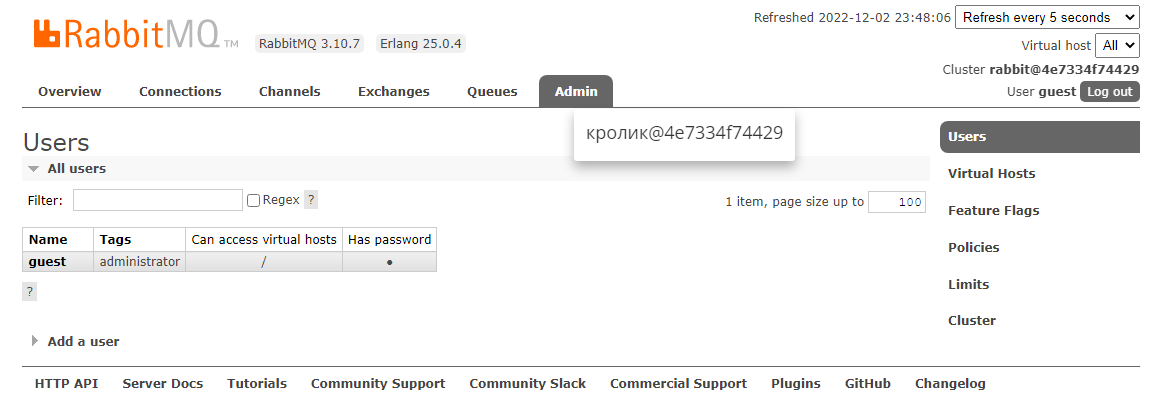 Refreshed 2022-12-02 23:48:06 Refresh every 5 seconds
RabbitMQ TM RabbitMQ 3.10.7 Erlang 25.0.4
Virtual host All
Cluster rabbit@4e7334f74429
User guest Log out
Overview Connections Channels Exchanges Queues Admin
кролик@4e7334f74429
Users
All users
Filter: Regex ? 1 item, page size up to 100
Name Tags Can access virtual hosts Has password
guest administrator / ●
?
Add a user
Users
Virtual Hosts
Feature Flags
Policies
Limits
Cluster
HTTP API Server Docs Tutorials Community Support Community Slack Commercial Support Plugins GitHub Changelog